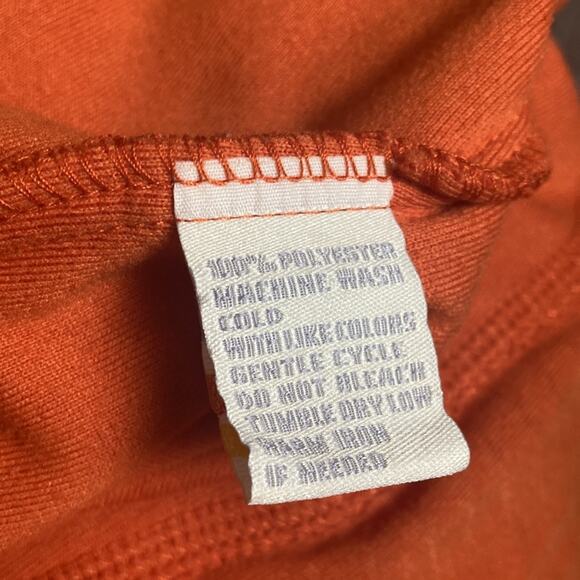 100% POLYESTER
MACHINE WASH
COLD
WITH LIKE COLORS
GENTLE CYCLE
DO NOT BLEACH
TUMBLE DRY LOW
WARM IRON
IF NEEDED